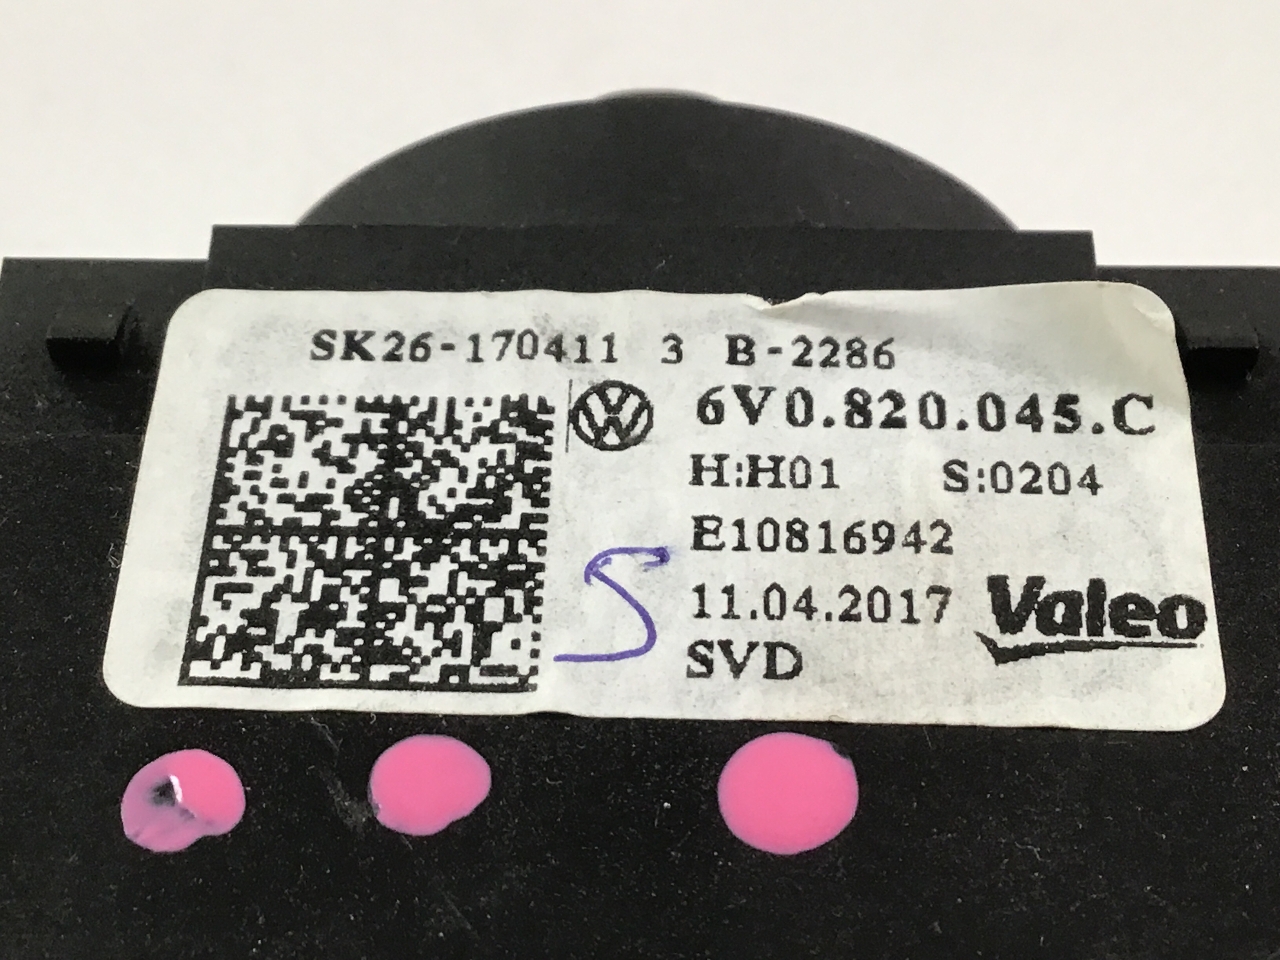 SK26-170411 3 B-2286
6V0.820.045.C
H:H01 S:0204
E10816942
11.04.2017
SVD
Valeo
S